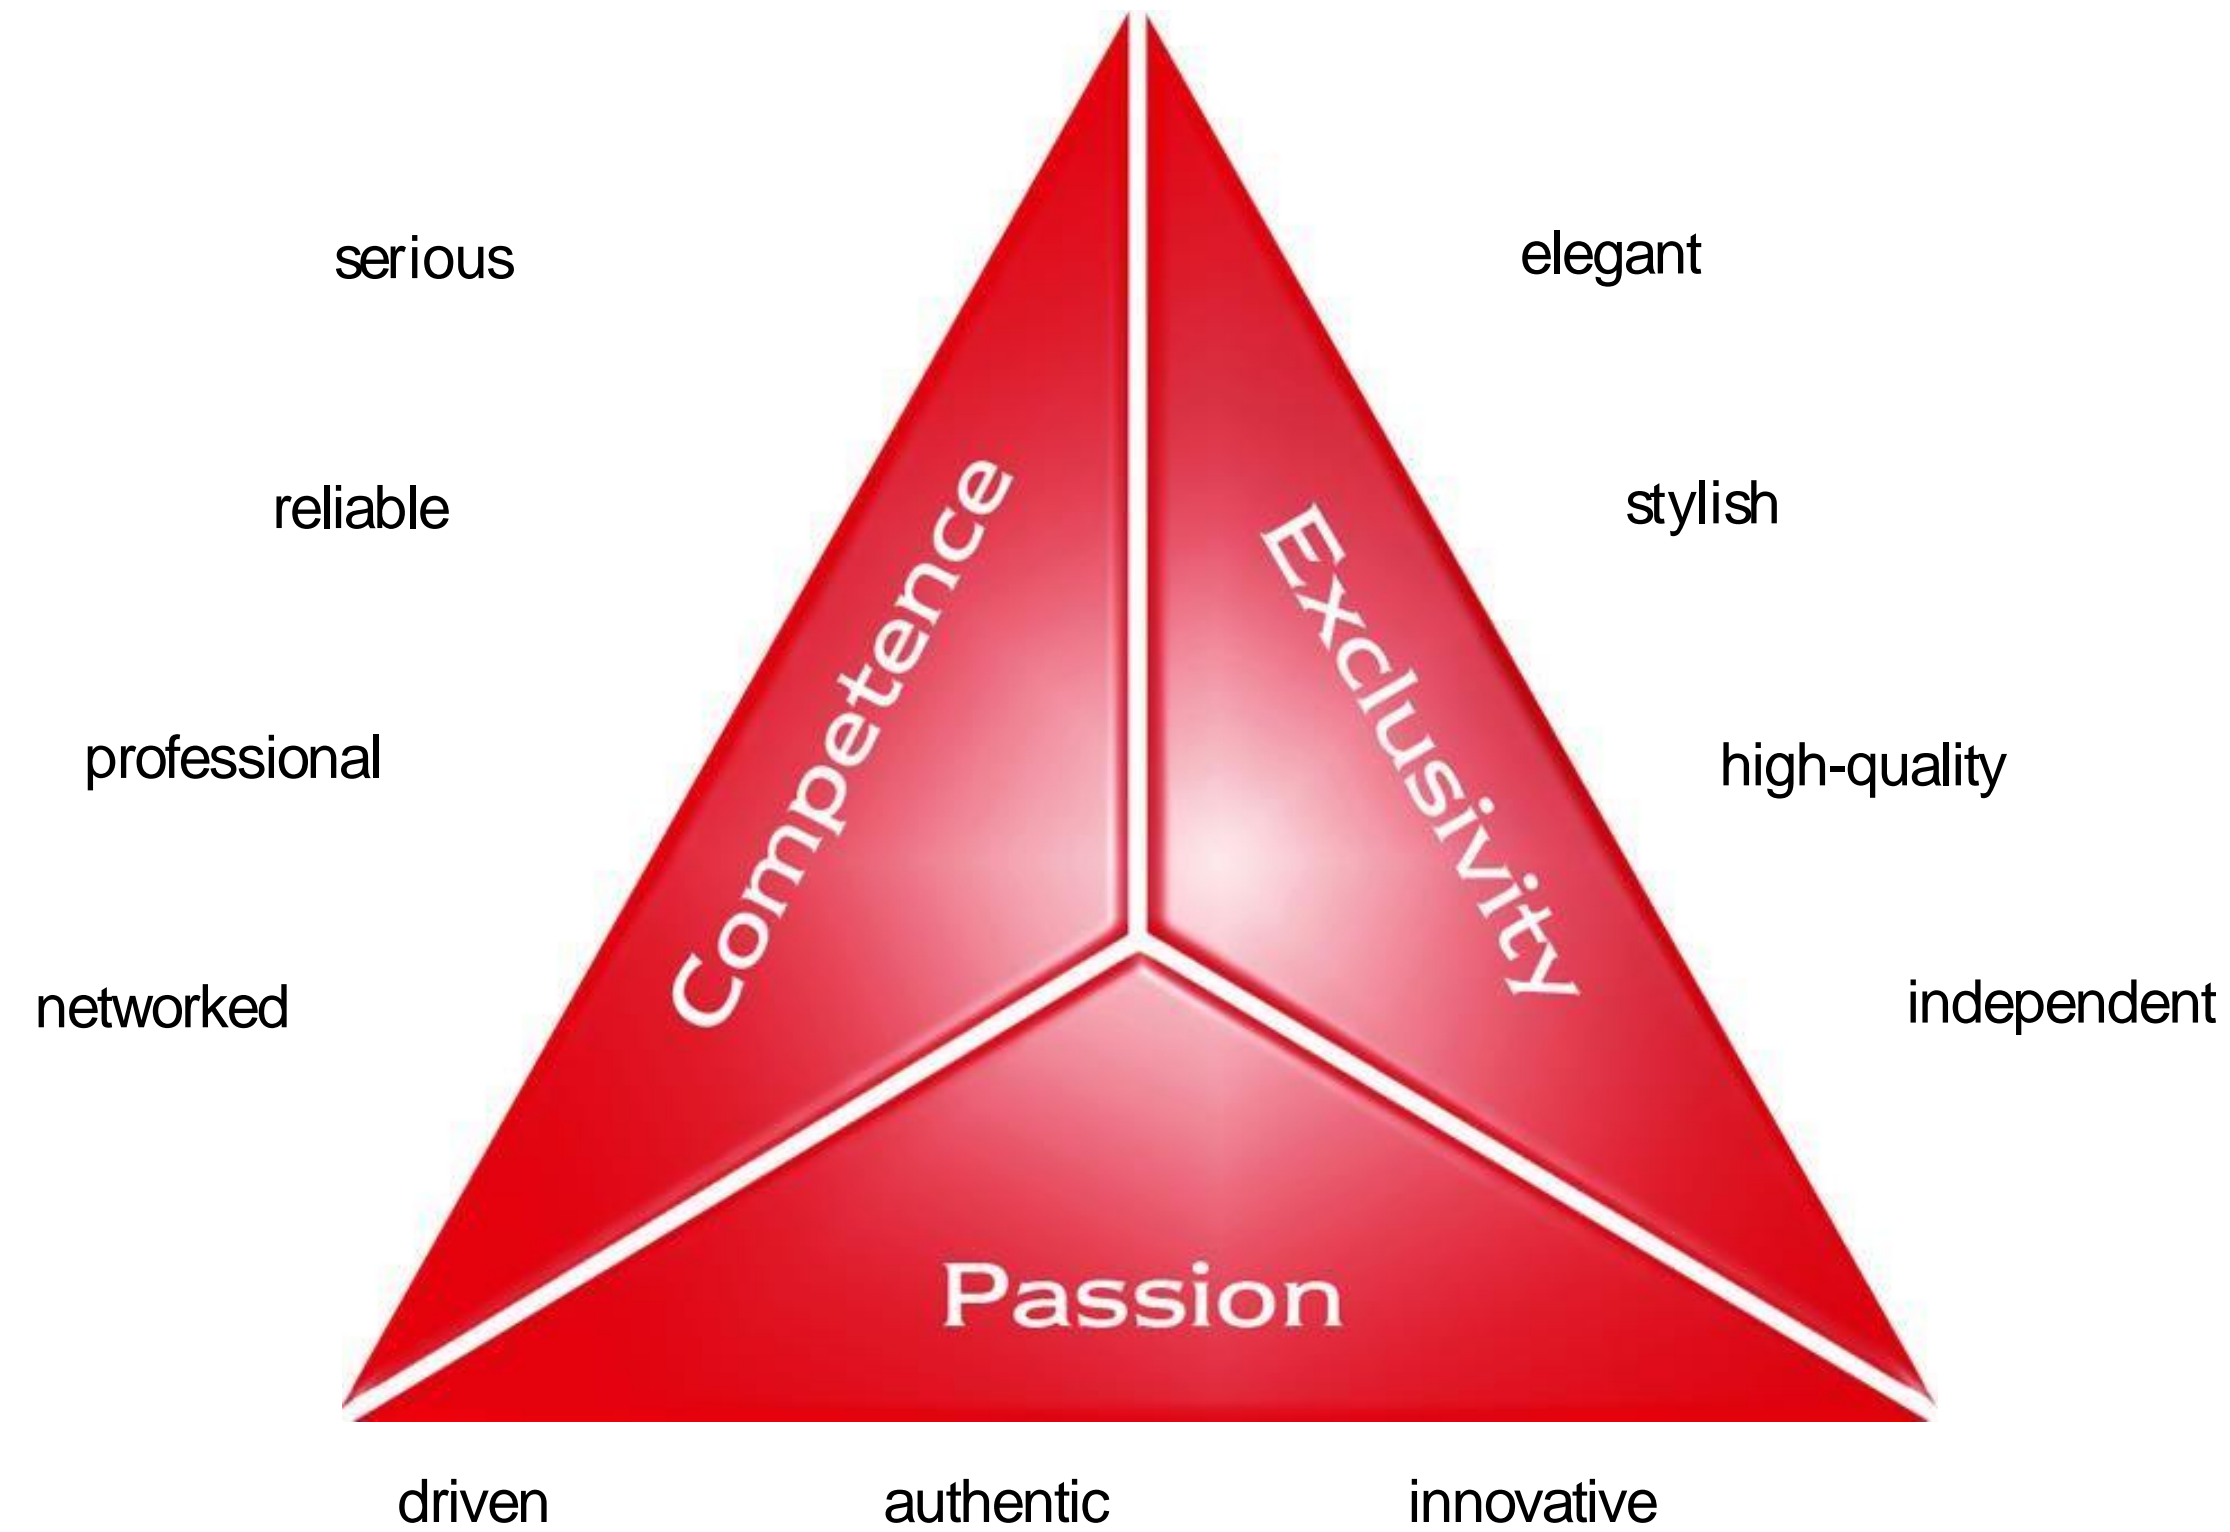 serious
elegant
reliable
stylish
Competence
Exclusivity
professional
high-quality
networked
independent
Passion
driven
authentic
innovative